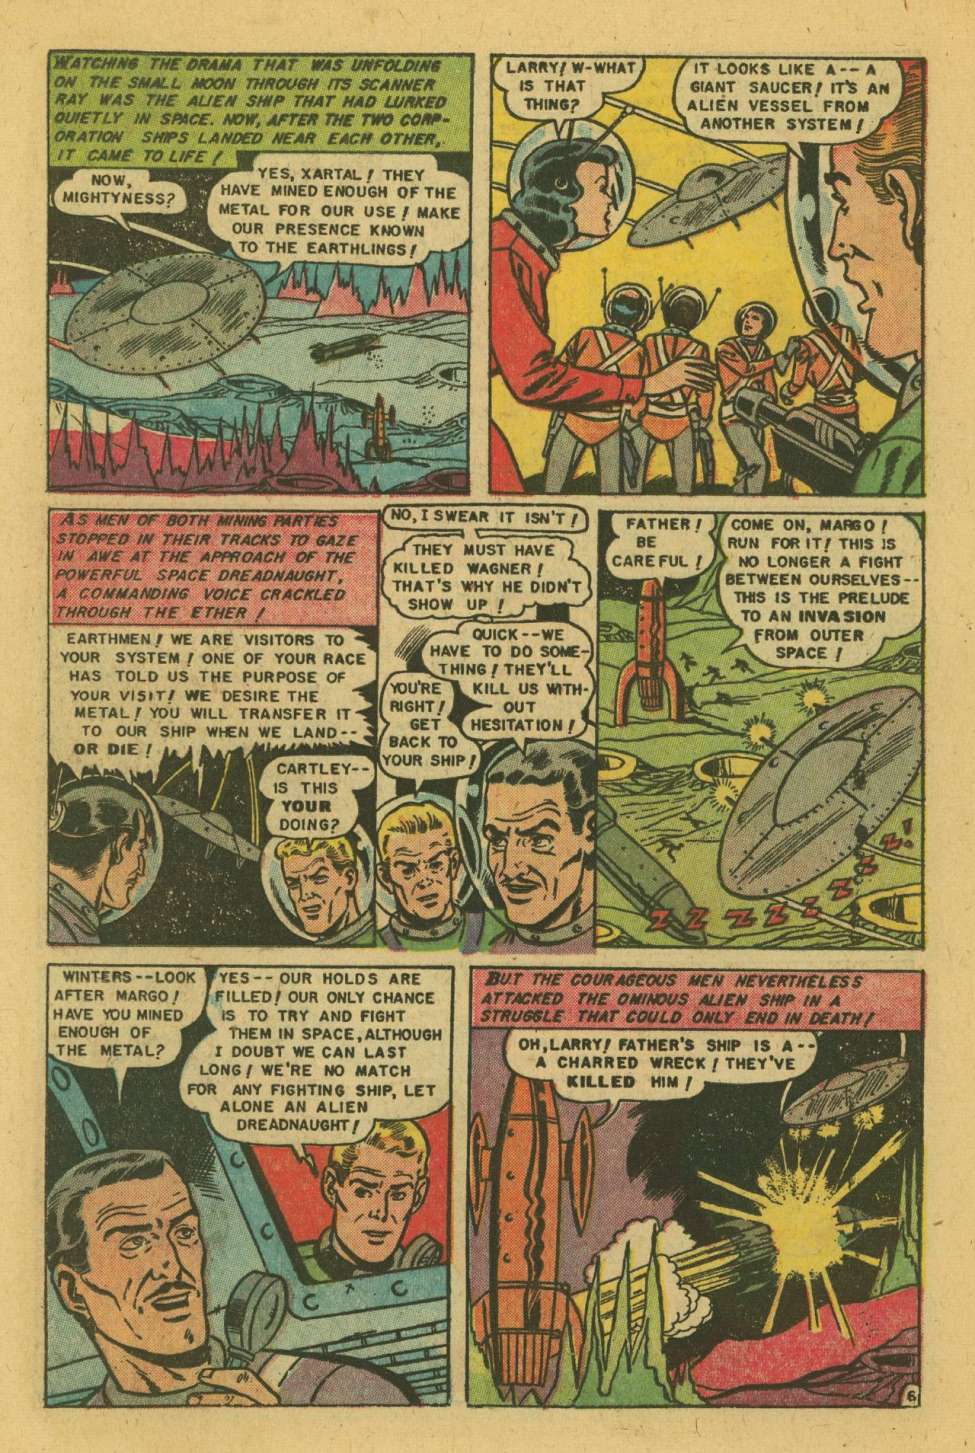 WATCHING THE DRAMA THAT WAS UNFOLDING
ON THE SMALL MOON THROUGH ITS SCANNER
RAY WAS THE ALIEN SHIP THAT HAD LURKED
QUIETLY IN SPACE. NOW, AFTER THE TWO CORP-
ORATION SHIPS LANDED NEAR EACH OTHER,
IT CAME TO LIFE!
NOW,
MIGHTYNESS?
YES, XARTAL! THEY
HAVE MINED ENOUGH OF THE
METAL FOR OUR USE! MAKE
OUR PRESENCE KNOWN
TO THE EARTHLINGS!
LARRY! W-WHAT
IS THAT
THING?
IT LOOKS LIKE A-- A
GIANT SAUCER! IT'S AN
ALIEN VESSEL FROM
ANOTHER SYSTEM!
AS MEN OF BOTH MINING PARTIES
STOPPED IN THEIR TRACKS TO GAZE
IN AWE AT THE APPROACH OF THE
POWERFUL SPACE DREADNAUGHT,
A COMMANDING VOICE CRACKLED
THROUGH THE ETHER!
EARTHMEN! WE ARE VISITORS TO
YOUR SYSTEM! ONE OF YOUR RACE
HAS TOLD US THE PURPOSE OF
YOUR VISIT! WE DESIRE THE
METAL! YOU WILL TRANSFER IT
TO OUR SHIP WHEN WE LAND--
OR DIE!
CARTLEY--
IS THIS
YOUR
DOING?
NO, I SWEAR IT ISN'T!
THEY MUST HAVE
KILLED WAGNER!
THAT'S WHY HE DIDN'T
SHOW UP!
QUICK--WE
HAVE TO DO SOME-
THING! THEY'LL
KILL US WITH-
OUT
HESITATION!
YOU'RE
RIGHT!
GET
BACK TO
YOUR SHIP!
FATHER!
BE
CAREFUL!
COME ON, MARGO!
RUN FOR IT! THIS IS
NO LONGER A FIGHT
BETWEEN OURSELVES--
THIS IS THE PRELUDE
TO AN INVASION
FROM OUTER
SPACE!
Z Z Z Z Z Z Z Z Z!
WINTERS--LOOK
AFTER MARGO!
HAVE YOU MINED
ENOUGH OF
THE METAL?
YES-- OUR HOLDS ARE
FILLED! OUR ONLY CHANCE
IS TO TRY AND FIGHT
THEM IN SPACE, ALTHOUGH
I DOUBT WE CAN LAST
LONG! WE'RE NO MATCH
FOR ANY FIGHTING SHIP, LET
ALONE AN ALIEN
DREADNAUGHT!
BUT THE COURAGEOUS MEN NEVERTHELESS
ATTACKED THE OMINOUS ALIEN SHIP IN A
STRUGGLE THAT COULD ONLY END IN DEATH!
OH, LARRY! FATHER'S SHIP IS A--
A CHARRED WRECK! THEY'VE
KILLED HIM!
6